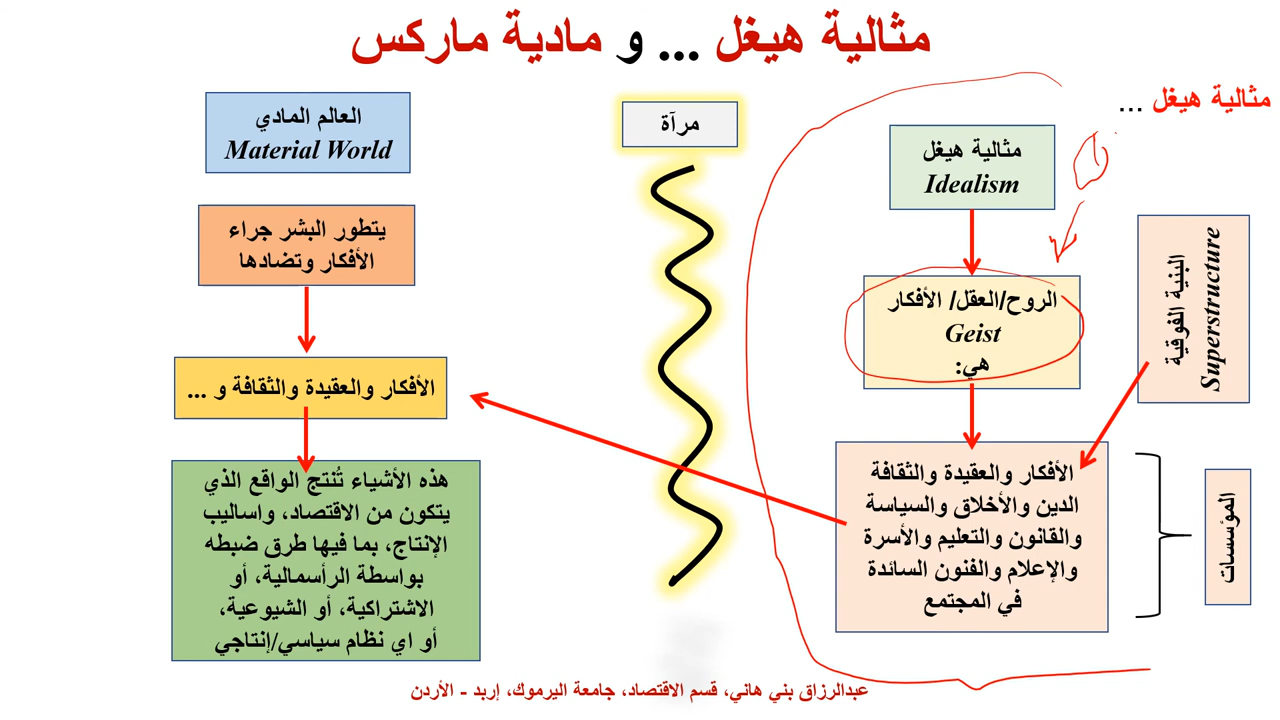 مثالية هيغل ... و مادية ماركس
مثالية هيغل ...
مثالية هيغل
Idealism
الروح/العقل/ الأفكار
Geist
هي:
البنية الفوقية
Superstructure
الأفكار والعقيدة والثقافة
الدين والأخلاق والسياسة
والقانون والتعليم والأسرة
والإعلام والفنون السائدة
في المجتمع
المؤسسات
مرآة
العالم المادي
Material World
يتطور البشر جراء
الأفكار وتضادها
الأفكار والعقيدة والثقافة و ...
هذه الأشياء تُنتج الواقع الذي
يتكون من الاقتصاد، واساليب
الإنتاج، بما فيها طرق ضبطه
بواسطة الرأسمالية، أو
الاشتراكية، أو الشيوعية،
أو اي نظام سياسي/إنتاجي
عبدالرزاق بني هاني، قسم الاقتصاد، جامعة اليرموك، إربد - الأردن